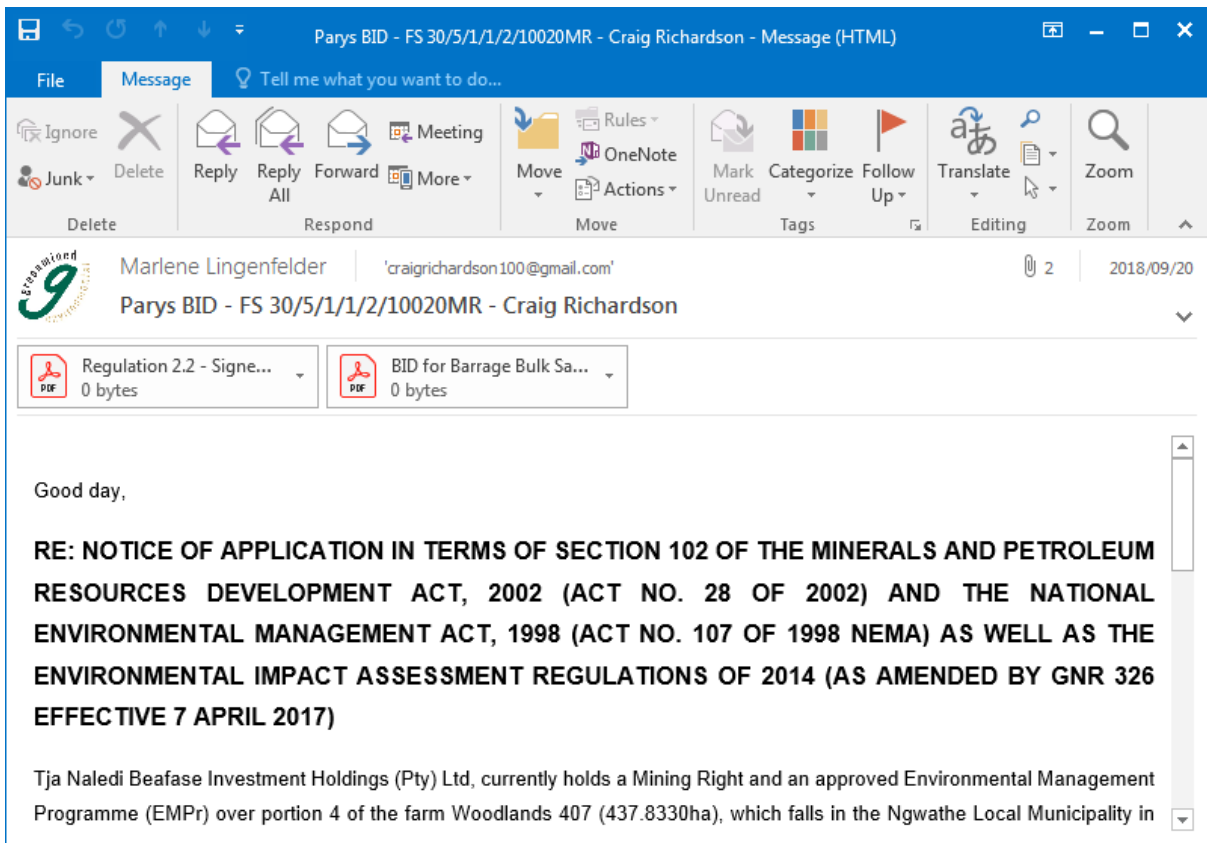 Parys BID - FS 30/5/1/1/2/10020MR - Craig Richardson - Message (HTML)
File Message Tell me what you want to do...
Ignore Delete Reply Reply All Forward Meeting Move Rules Mark Unread Categorize Follow Up Translate Zoom
Junk More OneNote Actions
Delete Respond Move Tags Editing Zoom
Marlene Lingenfelder 'craigrichardson100@gmail.com' 2 2018/09/20
Parys BID - FS 30/5/1/1/2/10020MR - Craig Richardson
Regulation 2.2 - Signe... BID for Barrage Bulk Sa...
PDF 0 bytes PDF 0 bytes
Good day,
RE: NOTICE OF APPLICATION IN TERMS OF SECTION 102 OF THE MINERALS AND PETROLEUM
RESOURCES DEVELOPMENT ACT, 2002 (ACT NO. 28 OF 2002) AND THE NATIONAL
ENVIRONMENTAL MANAGEMENT ACT, 1998 (ACT NO. 107 OF 1998 NEMA) AS WELL AS THE
ENVIRONMENTAL IMPACT ASSESSMENT REGULATIONS OF 2014 (AS AMENDED BY GNR 326
EFFECTIVE 7 APRIL 2017)
Tja Naledi Beafase Investment Holdings (Pty) Ltd, currently holds a Mining Right and an approved Environmental Management
Programme (EMPr) over portion 4 of the farm Woodlands 407 (437.8330ha), which falls in the Ngwathe Local Municipality in